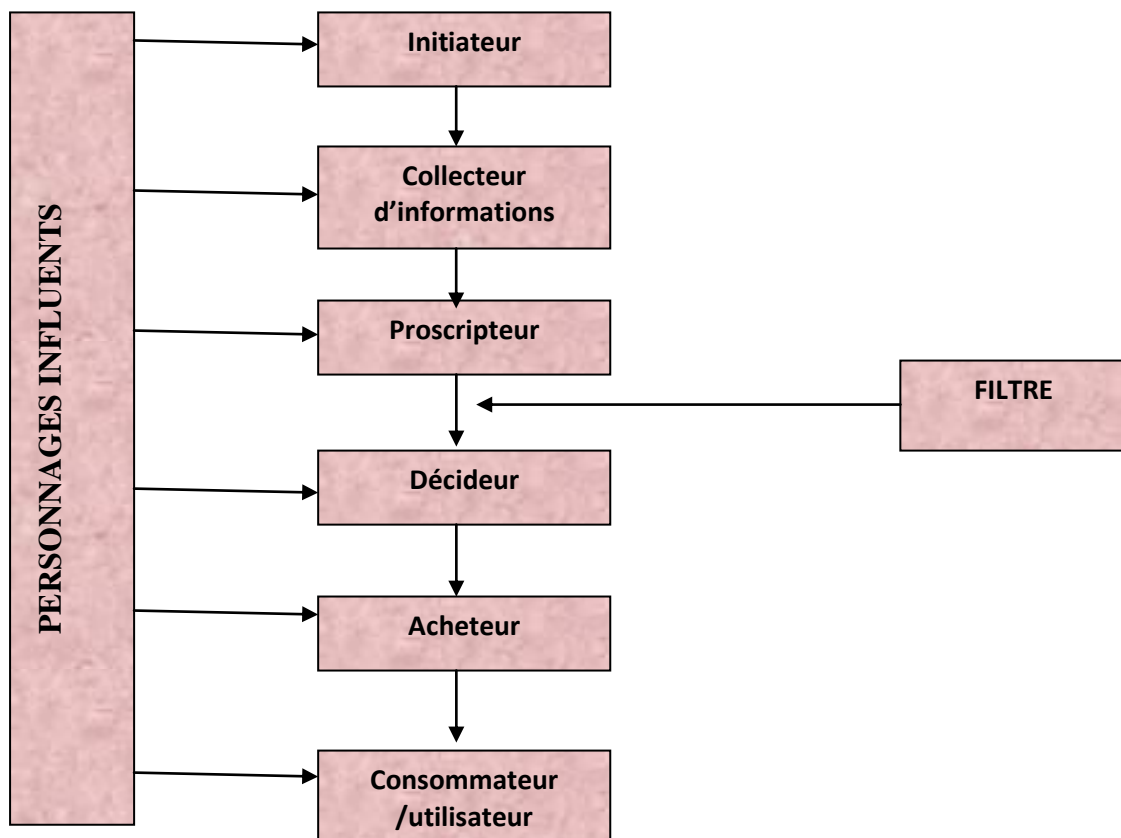 PERSONNAGES INFLUENTS
Initiateur
Collecteur
d’informations
Proscripteur
FILTRE
Décideur
Acheteur
Consommateur
/utilisateur